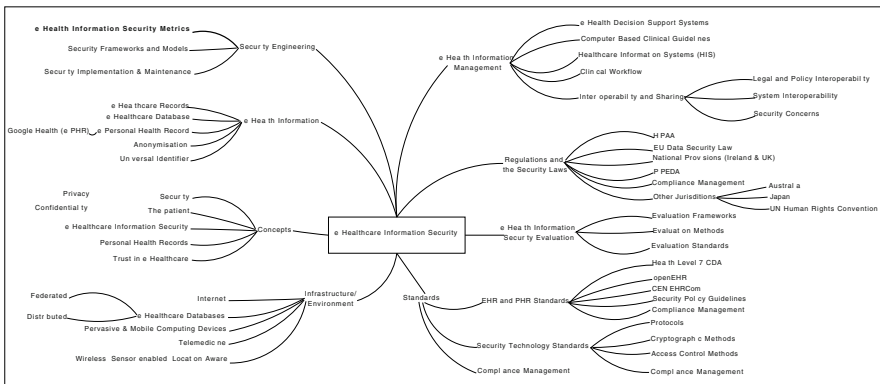 e Health Information Security Metrics
Security Frameworks and Models
Secur ty Implementation & Maintenance
Secur ty Engineering
e Hea thcare Records
e Healthcare Database
Google Health (e PHR)
e Personal Health Record
Anonymisation
Un versal Identifier
e Hea th Information
Privacy
Confidential ty
Secur ty
The patient
e Healthcare Information Security
Personal Health Records
Trust in e Healthcare
Concepts
Federated
Distr buted
Internet
e Healthcare Databases
Pervasive & Mobile Computing Devices
Telemedic ne
Wireless Sensor enabled Locat on Aware
Infrastructure/
Environment
e Healthcare Information Security
e Hea th Information
Management
e Health Decision Support Systems
Computer Based Clinical Guidel nes
Healthcare Informat on Systems (HIS)
Clin cal Workflow
Inter operabil ty and Sharing
Legal and Policy Interoperabil ty
System Interoperability
Security Concerns
Regulations and
the Security Laws
H PAA
EU Data Security Law
National Prov sions (Ireland & UK)
P PEDA
Compliance Management
Other Jurisditions
Austral a
Japan
UN Human Rights Convention
e Hea th Information
Secur ty Evaluation
Evaluation Frameworks
Evaluat on Methods
Evaluation Standards
Standards
EHR and PHR Standards
Hea th Level 7 CDA
openEHR
CEN EHRCom
Security Pol cy Guidelines
Compliance Management
Security Technology Standards
Protocols
Cryptograph c Methods
Access Control Methods
Compl ance Management
Compl ance Management